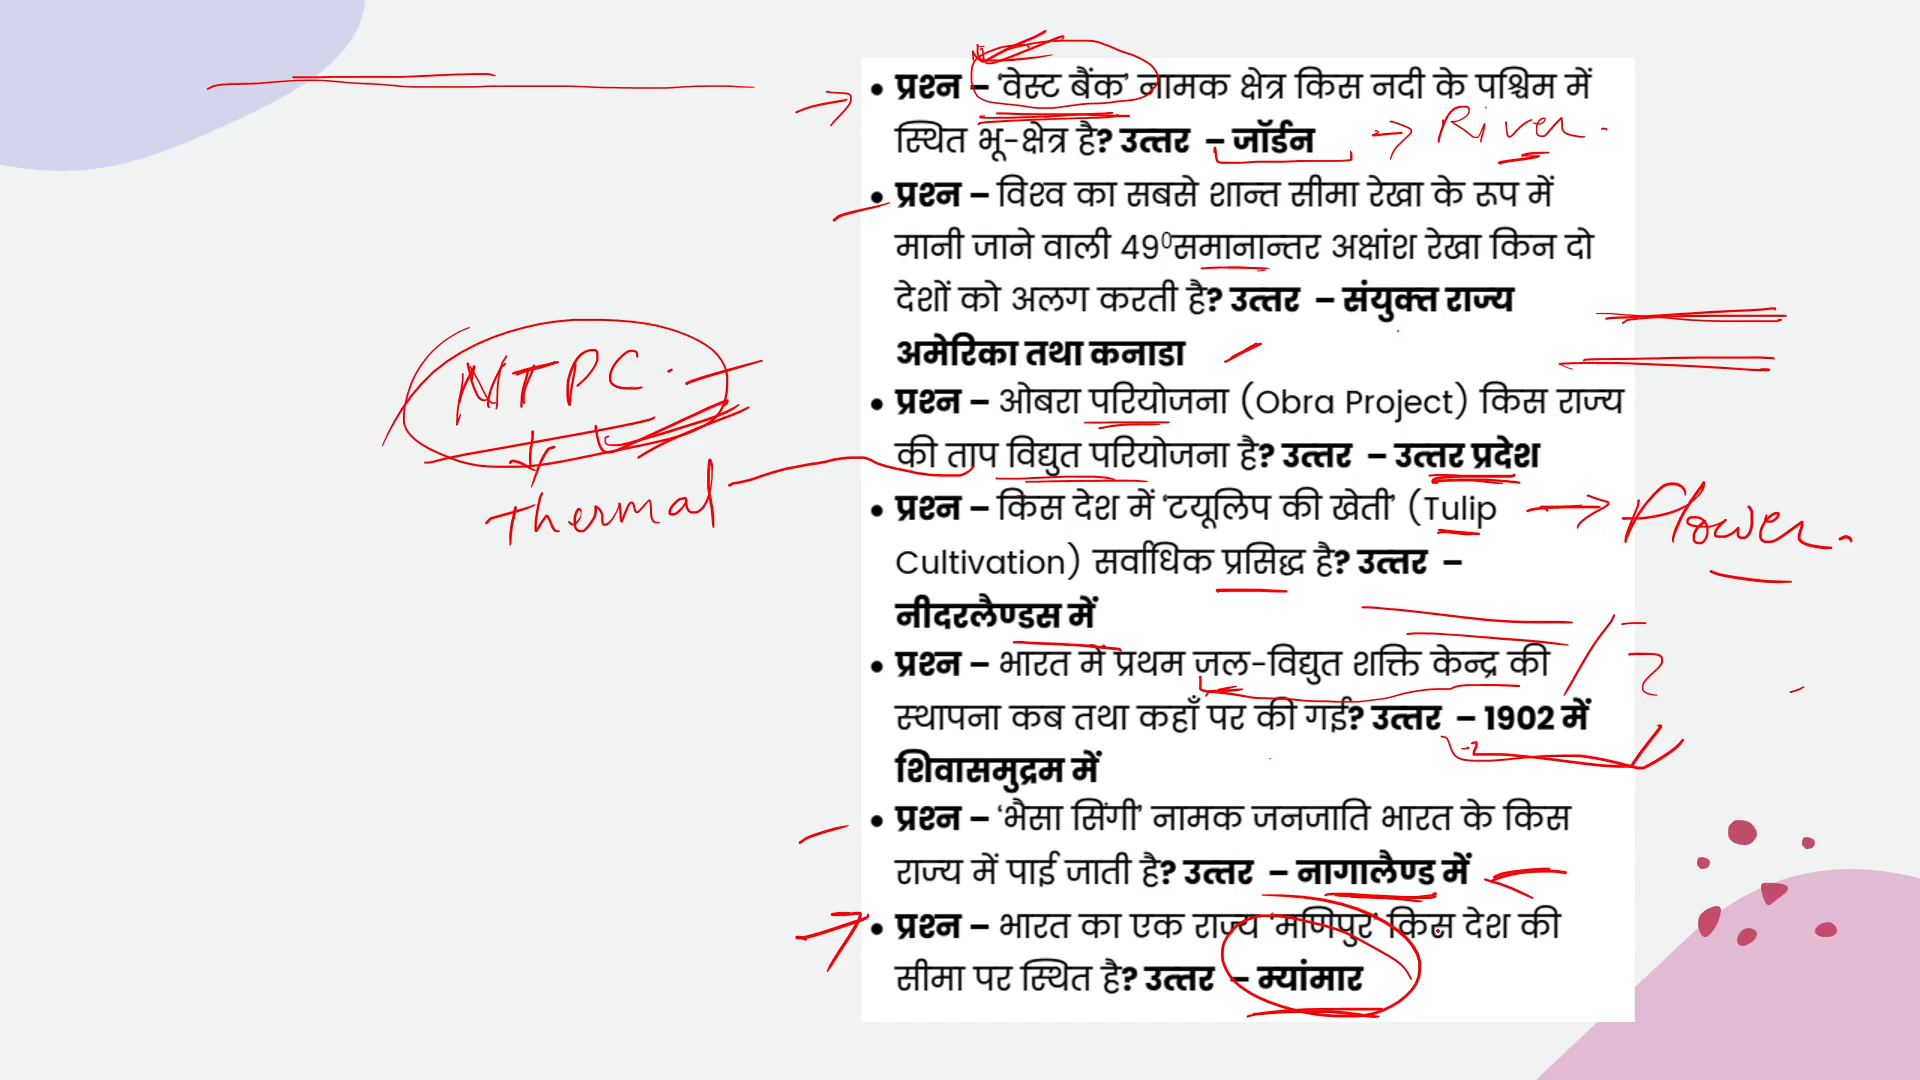 • प्रश्न – ‘वेस्ट बैंक’ नामक क्षेत्र किस नदी के पश्चिम में
स्थित भू-क्षेत्र है? उत्तर – जॉर्डन → River.
• प्रश्न – विश्व का सबसे शान्त सीमा रेखा के रूप में
मानी जाने वाली 49⁰समानान्तर अक्षांश रेखा किन दो
देशों को अलग करती है? उत्तर – संयुक्त राज्य
अमेरिका तथा कनाडा
NTPC.
• प्रश्न – ओबरा परियोजना (Obra Project) किस राज्य
की ताप विद्युत परियोजना है? उत्तर – उत्तर प्रदेश
Thermal
• प्रश्न – किस देश में ‘टयूलिप की खेती’ (Tulip → Flower.
Cultivation) सर्वाधिक प्रसिद्ध है? उत्तर –
नीदरलैण्डस में
• प्रश्न – भारत में प्रथम जल-विद्युत शक्ति केन्द्र की
स्थापना कब तथा कहाँ पर की गई? उत्तर – 1902 में
शिवासमुद्रम में
• प्रश्न – ‘भैसा सिंगी’ नामक जनजाति भारत के किस
राज्य में पाई जाती है? उत्तर – नागालैण्ड में
• प्रश्न – भारत का एक राज्य ‘मणिपुर’ किस देश की
सीमा पर स्थित है? उत्तर – म्यांमार